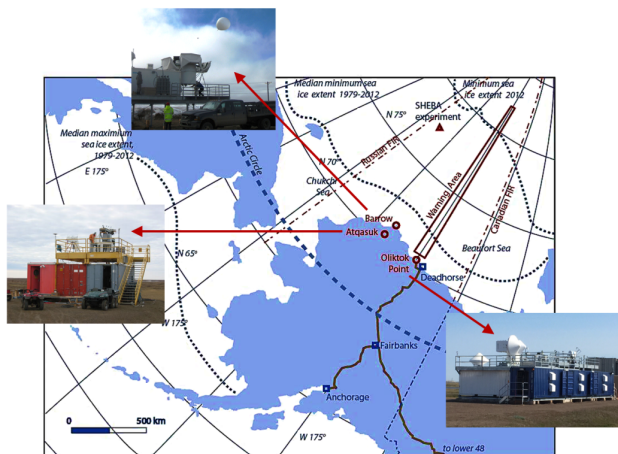 Median minimum sea
ice extent 1979-2012
Minimum sea
ice extent 2012
SHEBA
experiment
N 75°
Median maximium
sea ice extent,
1979-2012
E 175°
Arctic Circle
N 70°
Russian FIR
Chukchi
Sea
Warning Area
Canadian FIR
Barrow
Atqasuk
Beaufort Sea
N 65°
Oliktok
Point
Deadhorse
W 175°
Fairbanks
Anchorage
0 500 km
W 175°
to lower 48